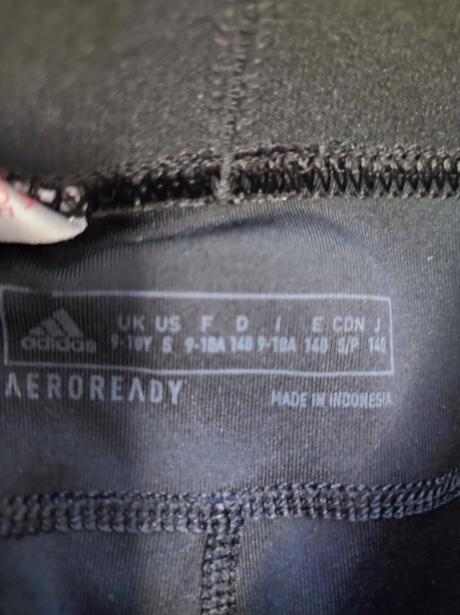 UK US F D I E CDN J
adidas 9-10Y S 9-10A 140 9-10A 140 S/P 140
AEROREADY
MADE IN INDONESIA